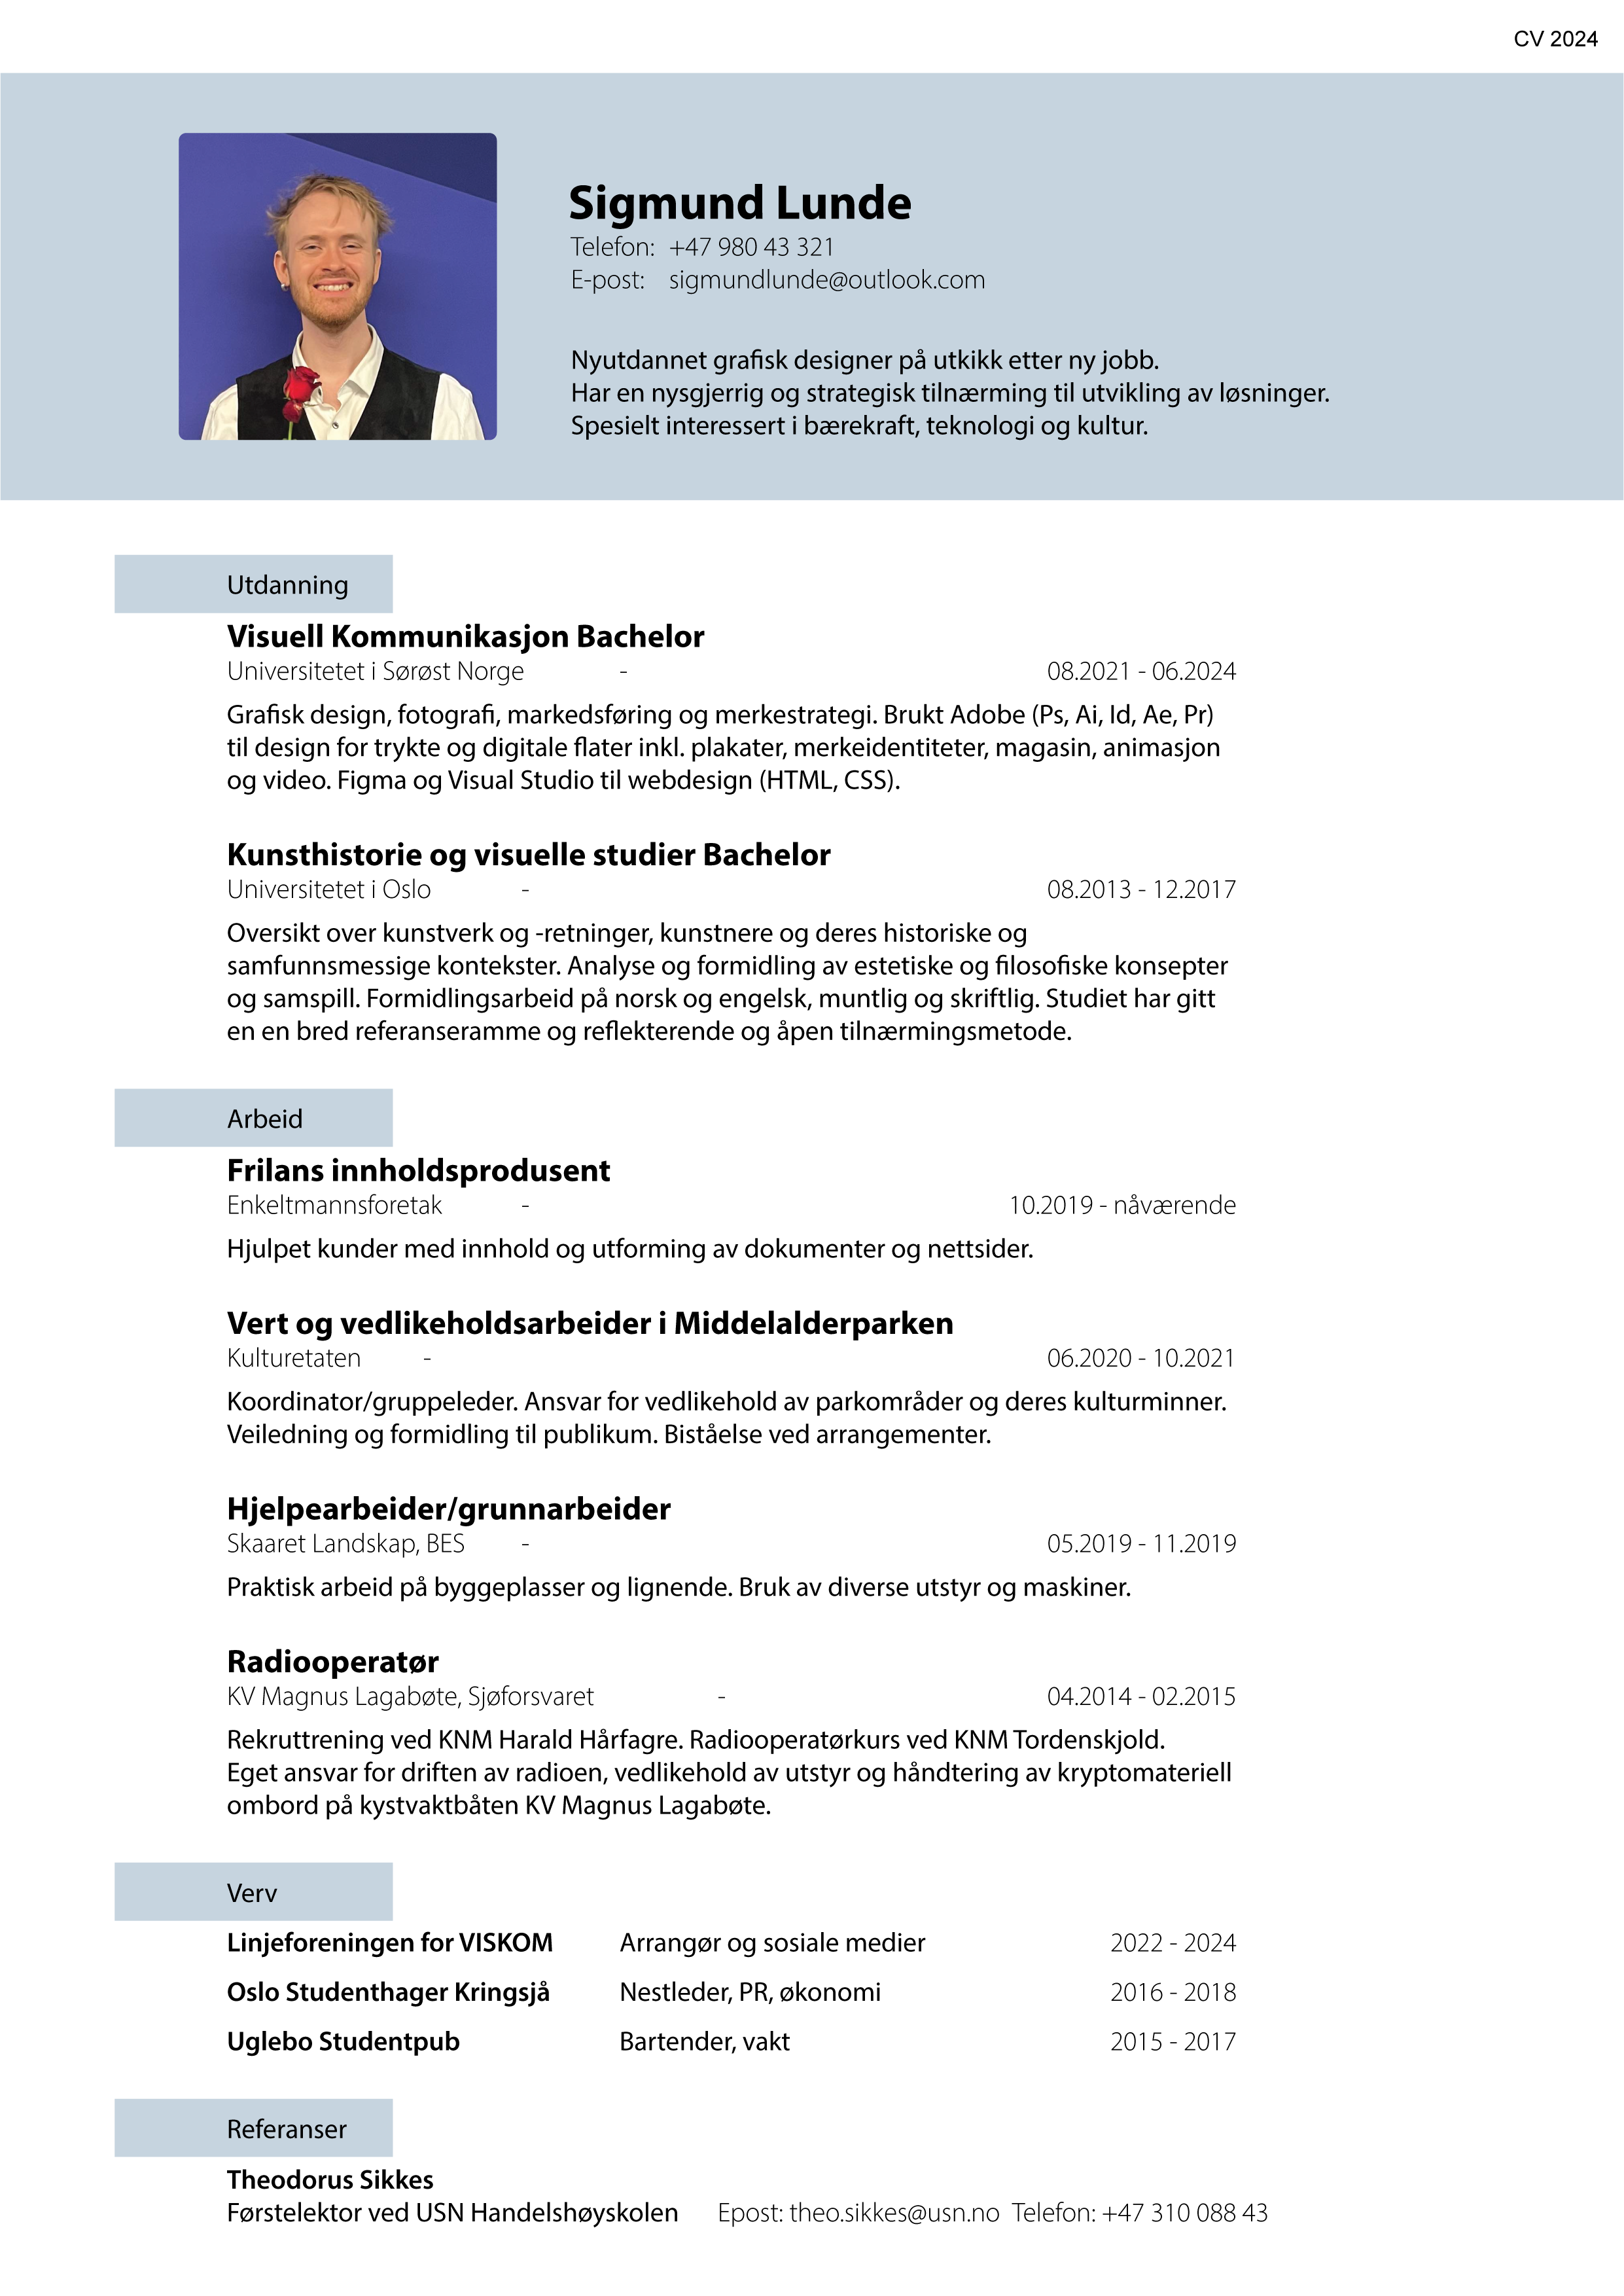 CV 2024
Sigmund Lunde
Telefon: +47 980 43 321
E-post: sigmundlunde@outlook.com
Nyutdannet grafisk designer på utkikk etter ny jobb.
Har en nysgjerrig og strategisk tilnærming til utvikling av løsninger.
Spesielt interessert i bærekraft, teknologi og kultur.
Utdanning
Visuell Kommunikasjon Bachelor
Universitetet i Sørøst Norge - 08.2021 - 06.2024
Grafisk design, fotografi, markedsføring og merkestrategi. Brukt Adobe (Ps, Ai, Id, Ae, Pr)
til design for trykte og digitale flater inkl. plakater, merkeidentiteter, magasin, animasjon
og video. Figma og Visual Studio til webdesign (HTML, CSS).
Kunsthistorie og visuelle studier Bachelor
Universitetet i Oslo - 08.2013 - 12.2017
Oversikt over kunstverk og -retninger, kunstnere og deres historiske og
samfunnsmessige kontekster. Analyse og formidling av estetiske og filosofiske konsepter
og samspill. Formidlingsarbeid på norsk og engelsk, muntlig og skriftlig. Studiet har gitt
en en bred referanseramme og reflekterende og åpen tilnærmingsmetode.
Arbeid
Frilans innholdsprodusent
Enkeltmannsforetak - 10.2019 - nåværende
Hjulpet kunder med innhold og utforming av dokumenter og nettsider.
Vert og vedlikeholdsarbeider i Middelalderparken
Kulturetaten - 06.2020 - 10.2021
Koordinator/gruppeleder. Ansvar for vedlikehold av parkområder og deres kulturminner.
Veiledning og formidling til publikum. Biståelse ved arrangementer.
Hjelpearbeider/grunnarbeider
Skaaret Landskap, BES - 05.2019 - 11.2019
Praktisk arbeid på byggeplasser og lignende. Bruk av diverse utstyr og maskiner.
Radiooperatør
KV Magnus Lagabøte, Sjøforsvaret - 04.2014 - 02.2015
Rekruttrening ved KNM Harald Hårfagre. Radiooperatørkurs ved KNM Tordenskjold.
Eget ansvar for driften av radioen, vedlikehold av utstyr og håndtering av kryptomateriell
ombord på kystvaktbåten KV Magnus Lagabøte.
Verv
Linjeforeningen for VISKOM Arrangør og sosiale medier 2022 - 2024
Oslo Studenthager Kringsjå Nestleder, PR, økonomi 2016 - 2018
Uglebo Studentpub Bartender, vakt 2015 - 2017
Referanser
Theodorus Sikkes
Førstelektor ved USN Handelshøyskolen Epost: theo.sikkes@usn.no Telefon: +47 310 088 43